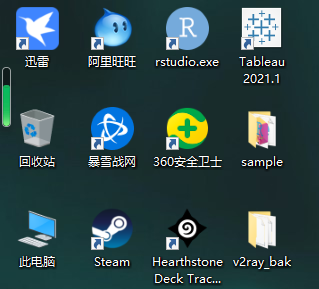 迅雷
阿里旺旺
rstudio.exe
Tableau
2021.1
回收站
暴雪战网
360安全卫士
sample
此电脑
Steam
Hearthstone
Deck Trac...
v2ray_bak